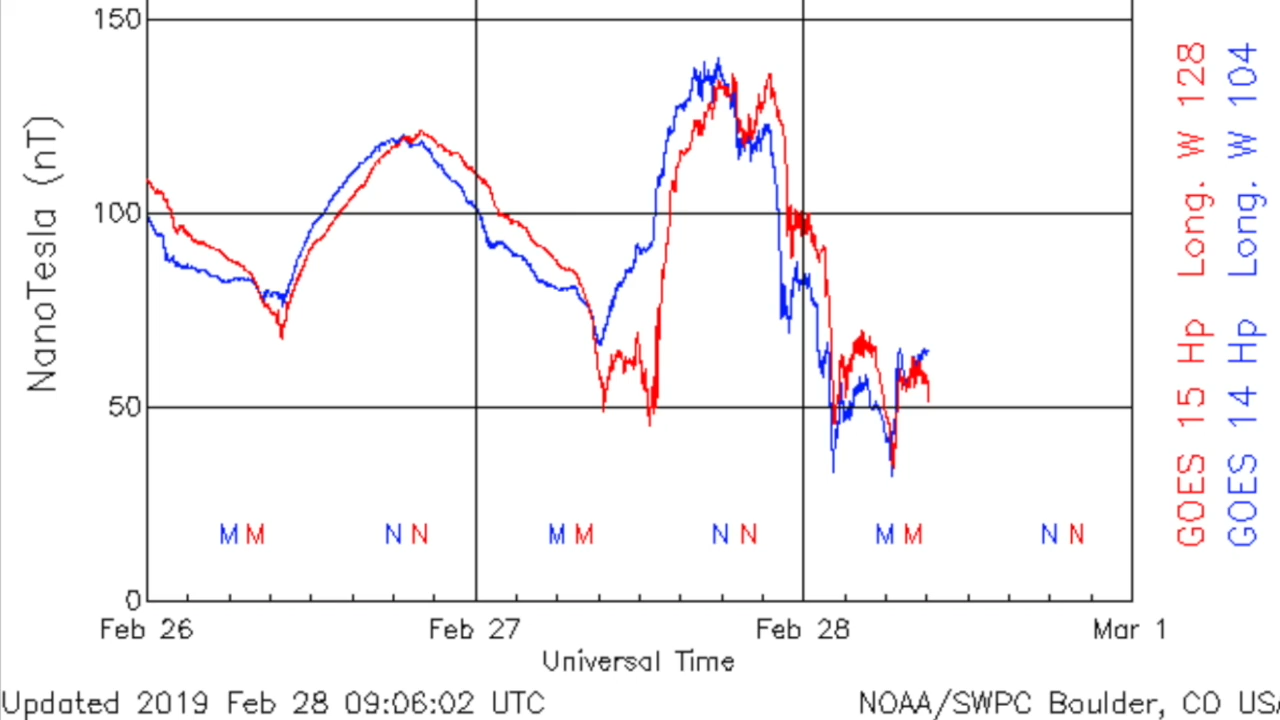 150
100
50
0
NanoTesla (nT)
M M N N M M N N M M N N
Feb 26 Feb 27 Feb 28 Mar 1
Universal Time
Updated 2019 Feb 28 09:06:02 UTC
NOAA/SWPC Boulder, CO USA
GOES 15 Hp Long. W 128
GOES 14 Hp Long. W 104